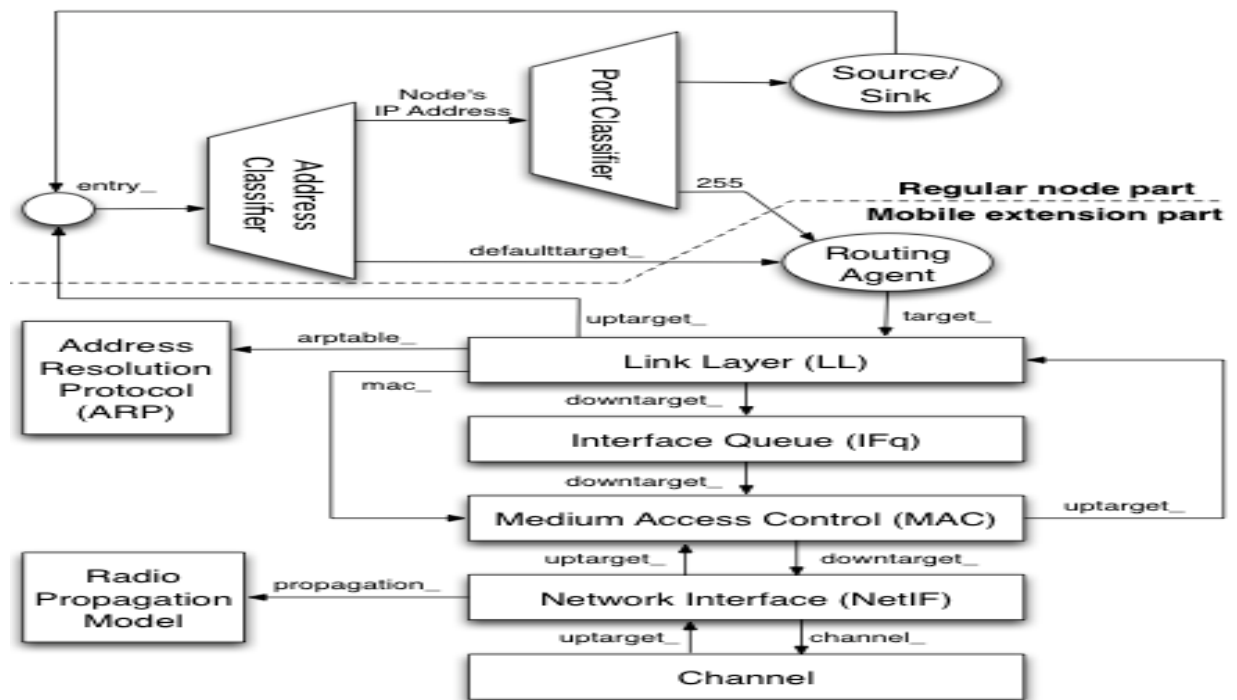 Source/
Sink
Node's
IP Address
Port Classifier
entry_
Address
Classifier
255
Regular node part
Mobile extension part
defaulttarget_
Routing
Agent
uptarget_
target_
arptable_
Address
Resolution
Protocol
(ARP)
Link Layer (LL)
mac_
downtarget_
Interface Queue (IFq)
downtarget_
Medium Access Control (MAC)
uptarget_
uptarget_
downtarget_
Radio
Propagation
Model
propagation_
Network Interface (NetIF)
uptarget_
channel_
Channel